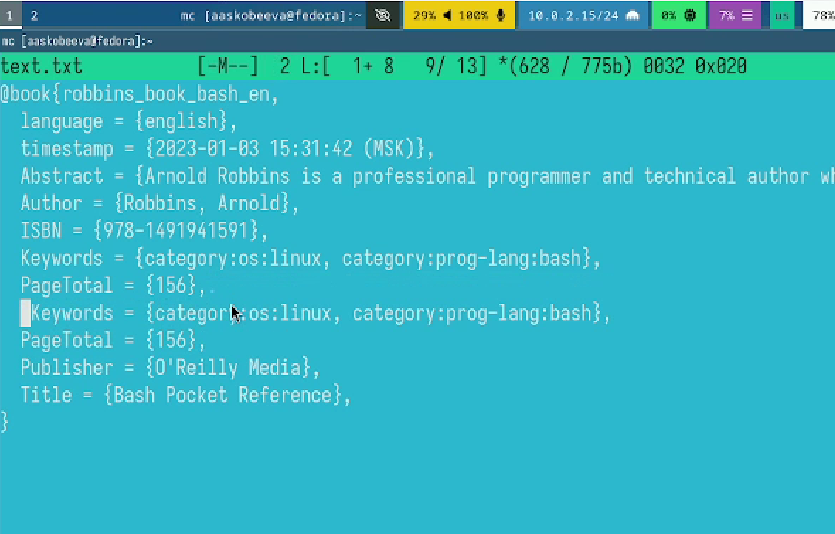 1 2 mc [aaskobeeva@fedora]:~ 29% 100% 10.0.2.15/24 0% 7% us 78%
mc [aaskobeeva@fedora]:~
text.txt [-M--] 2 L:[ 1+ 8 9/ 13] *(628 / 775b) 0032 0x020
@book{robbins_book_bash_en,
language = {english},
timestamp = {2023-01-03 15:31:42 (MSK)},
Abstract = {Arnold Robbins is a professional programmer and technical author wh
Author = {Robbins, Arnold},
ISBN = {978-1491941591},
Keywords = {category:os:linux, category:prog-lang:bash},
PageTotal = {156},
Keywords = {category:os:linux, category:prog-lang:bash},
PageTotal = {156},
Publisher = {O'Reilly Media},
Title = {Bash Pocket Reference},
}